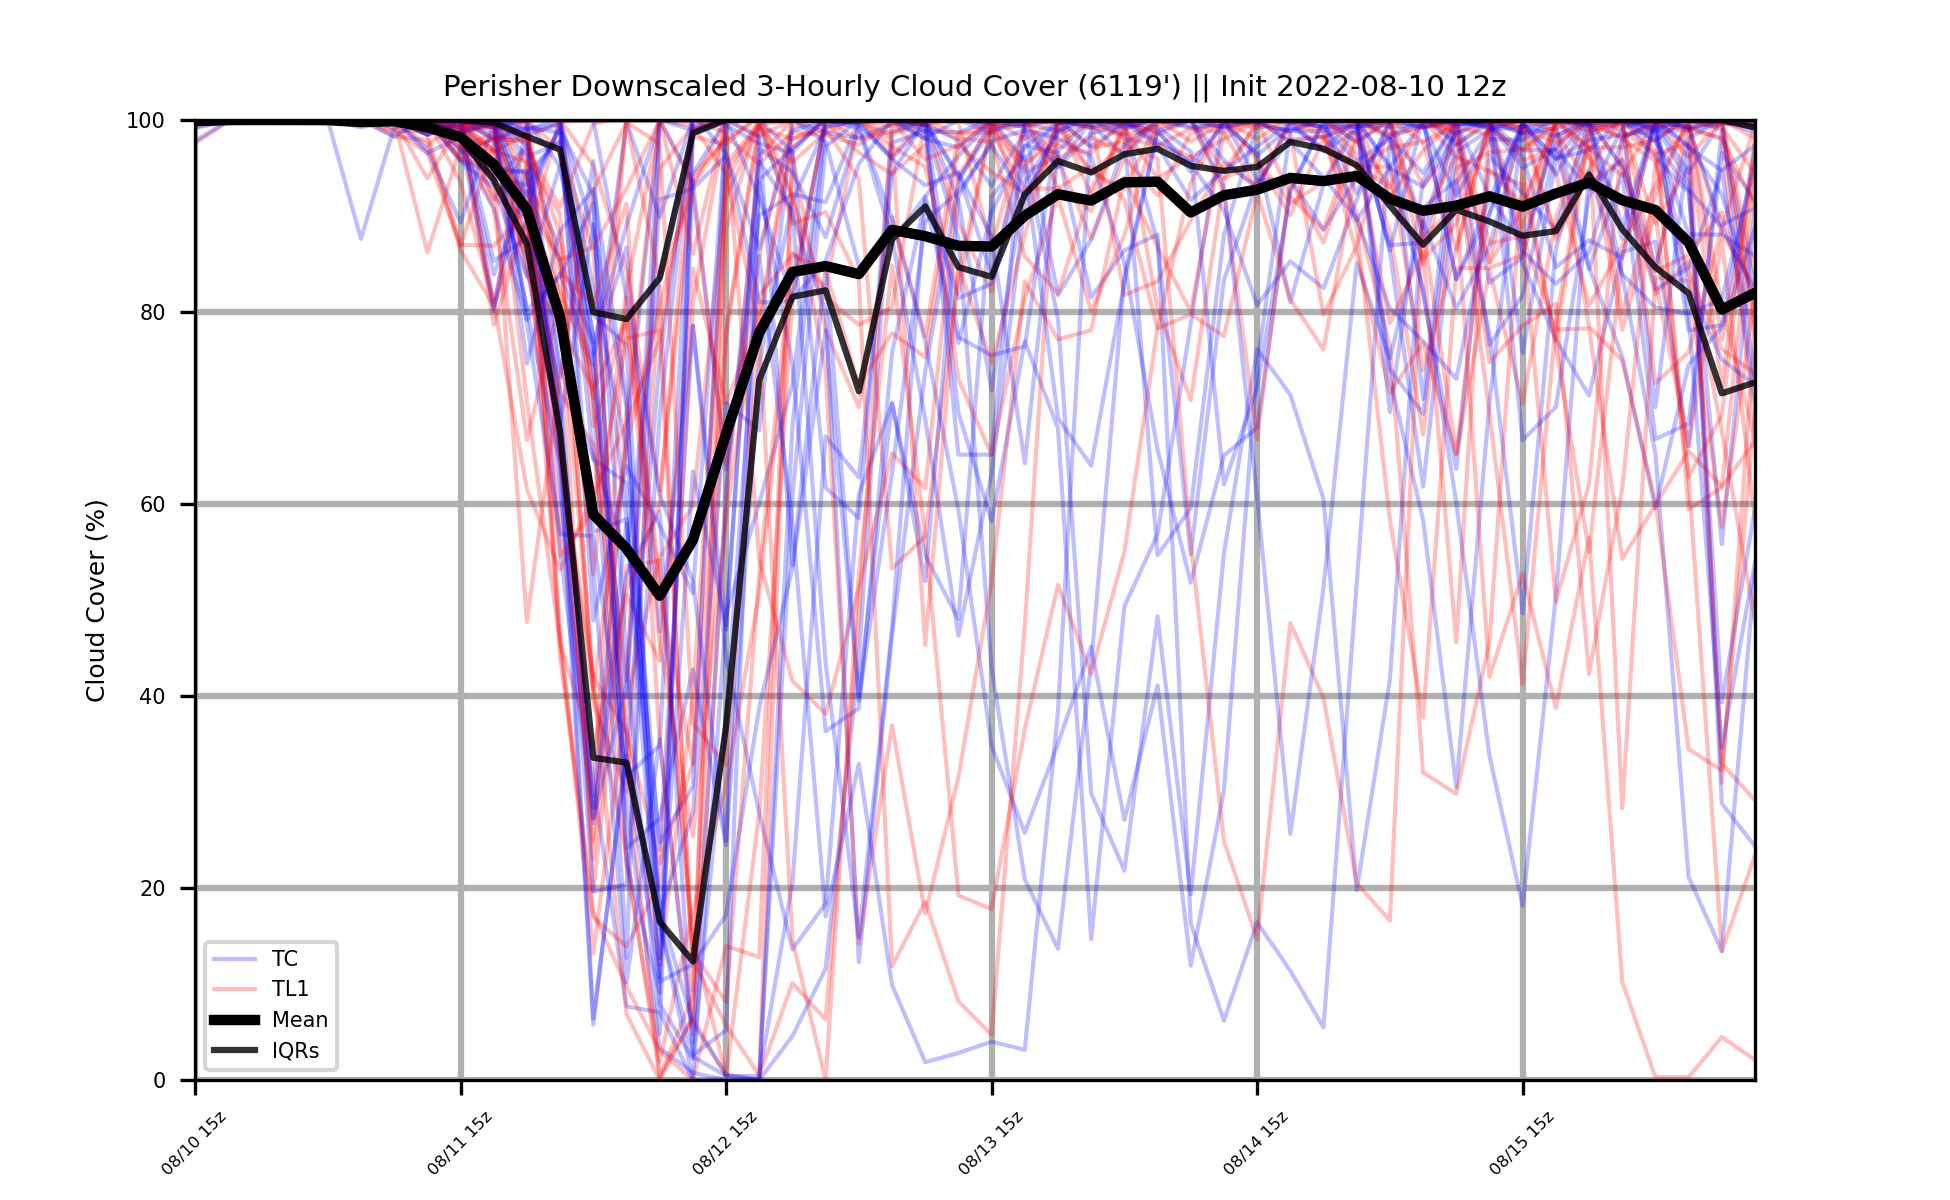 Perisher Downscaled 3-Hourly Cloud Cover (6119') || Init 2022-08-10 12z
Cloud Cover (%)
100
80
60
40
20
0
TC
TL1
Mean
IQRs
08/10 15z
08/11 15z
08/12 15z
08/13 15z
08/14 15z
08/15 15z